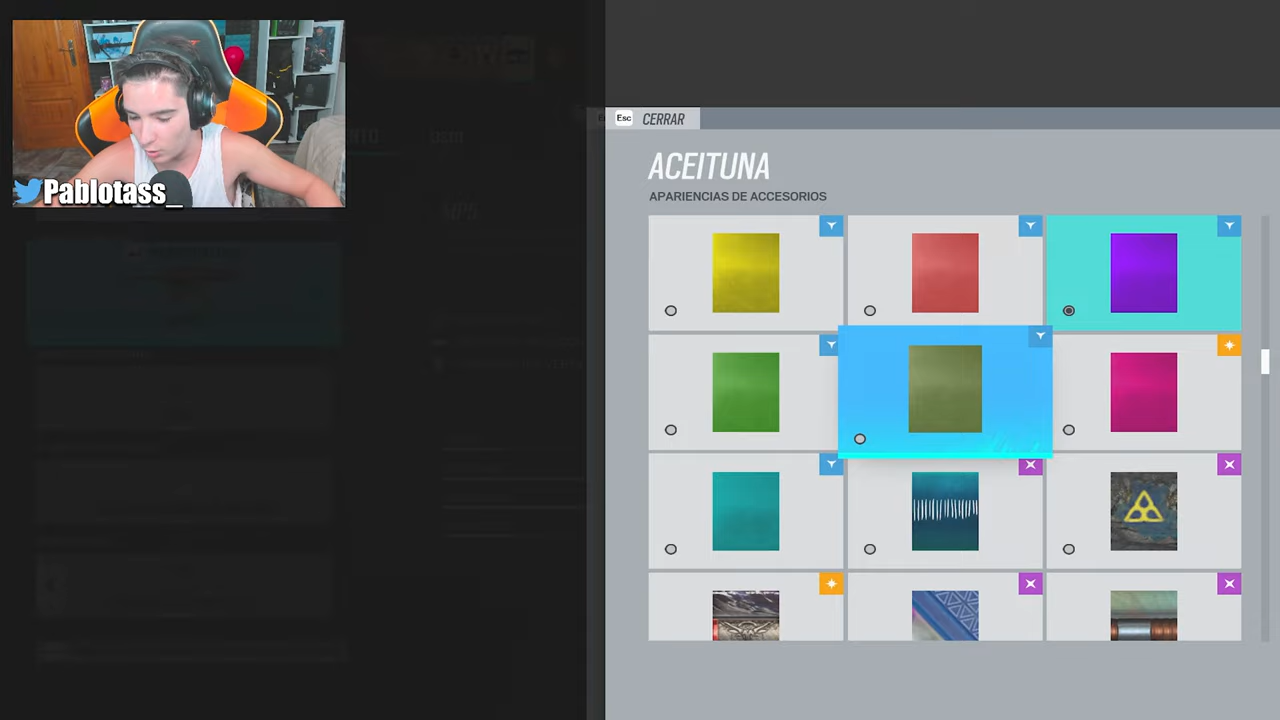 Esc CERRAR
ACEITUNA
APARIENCIAS DE ACCESORIOS
Pablotass_